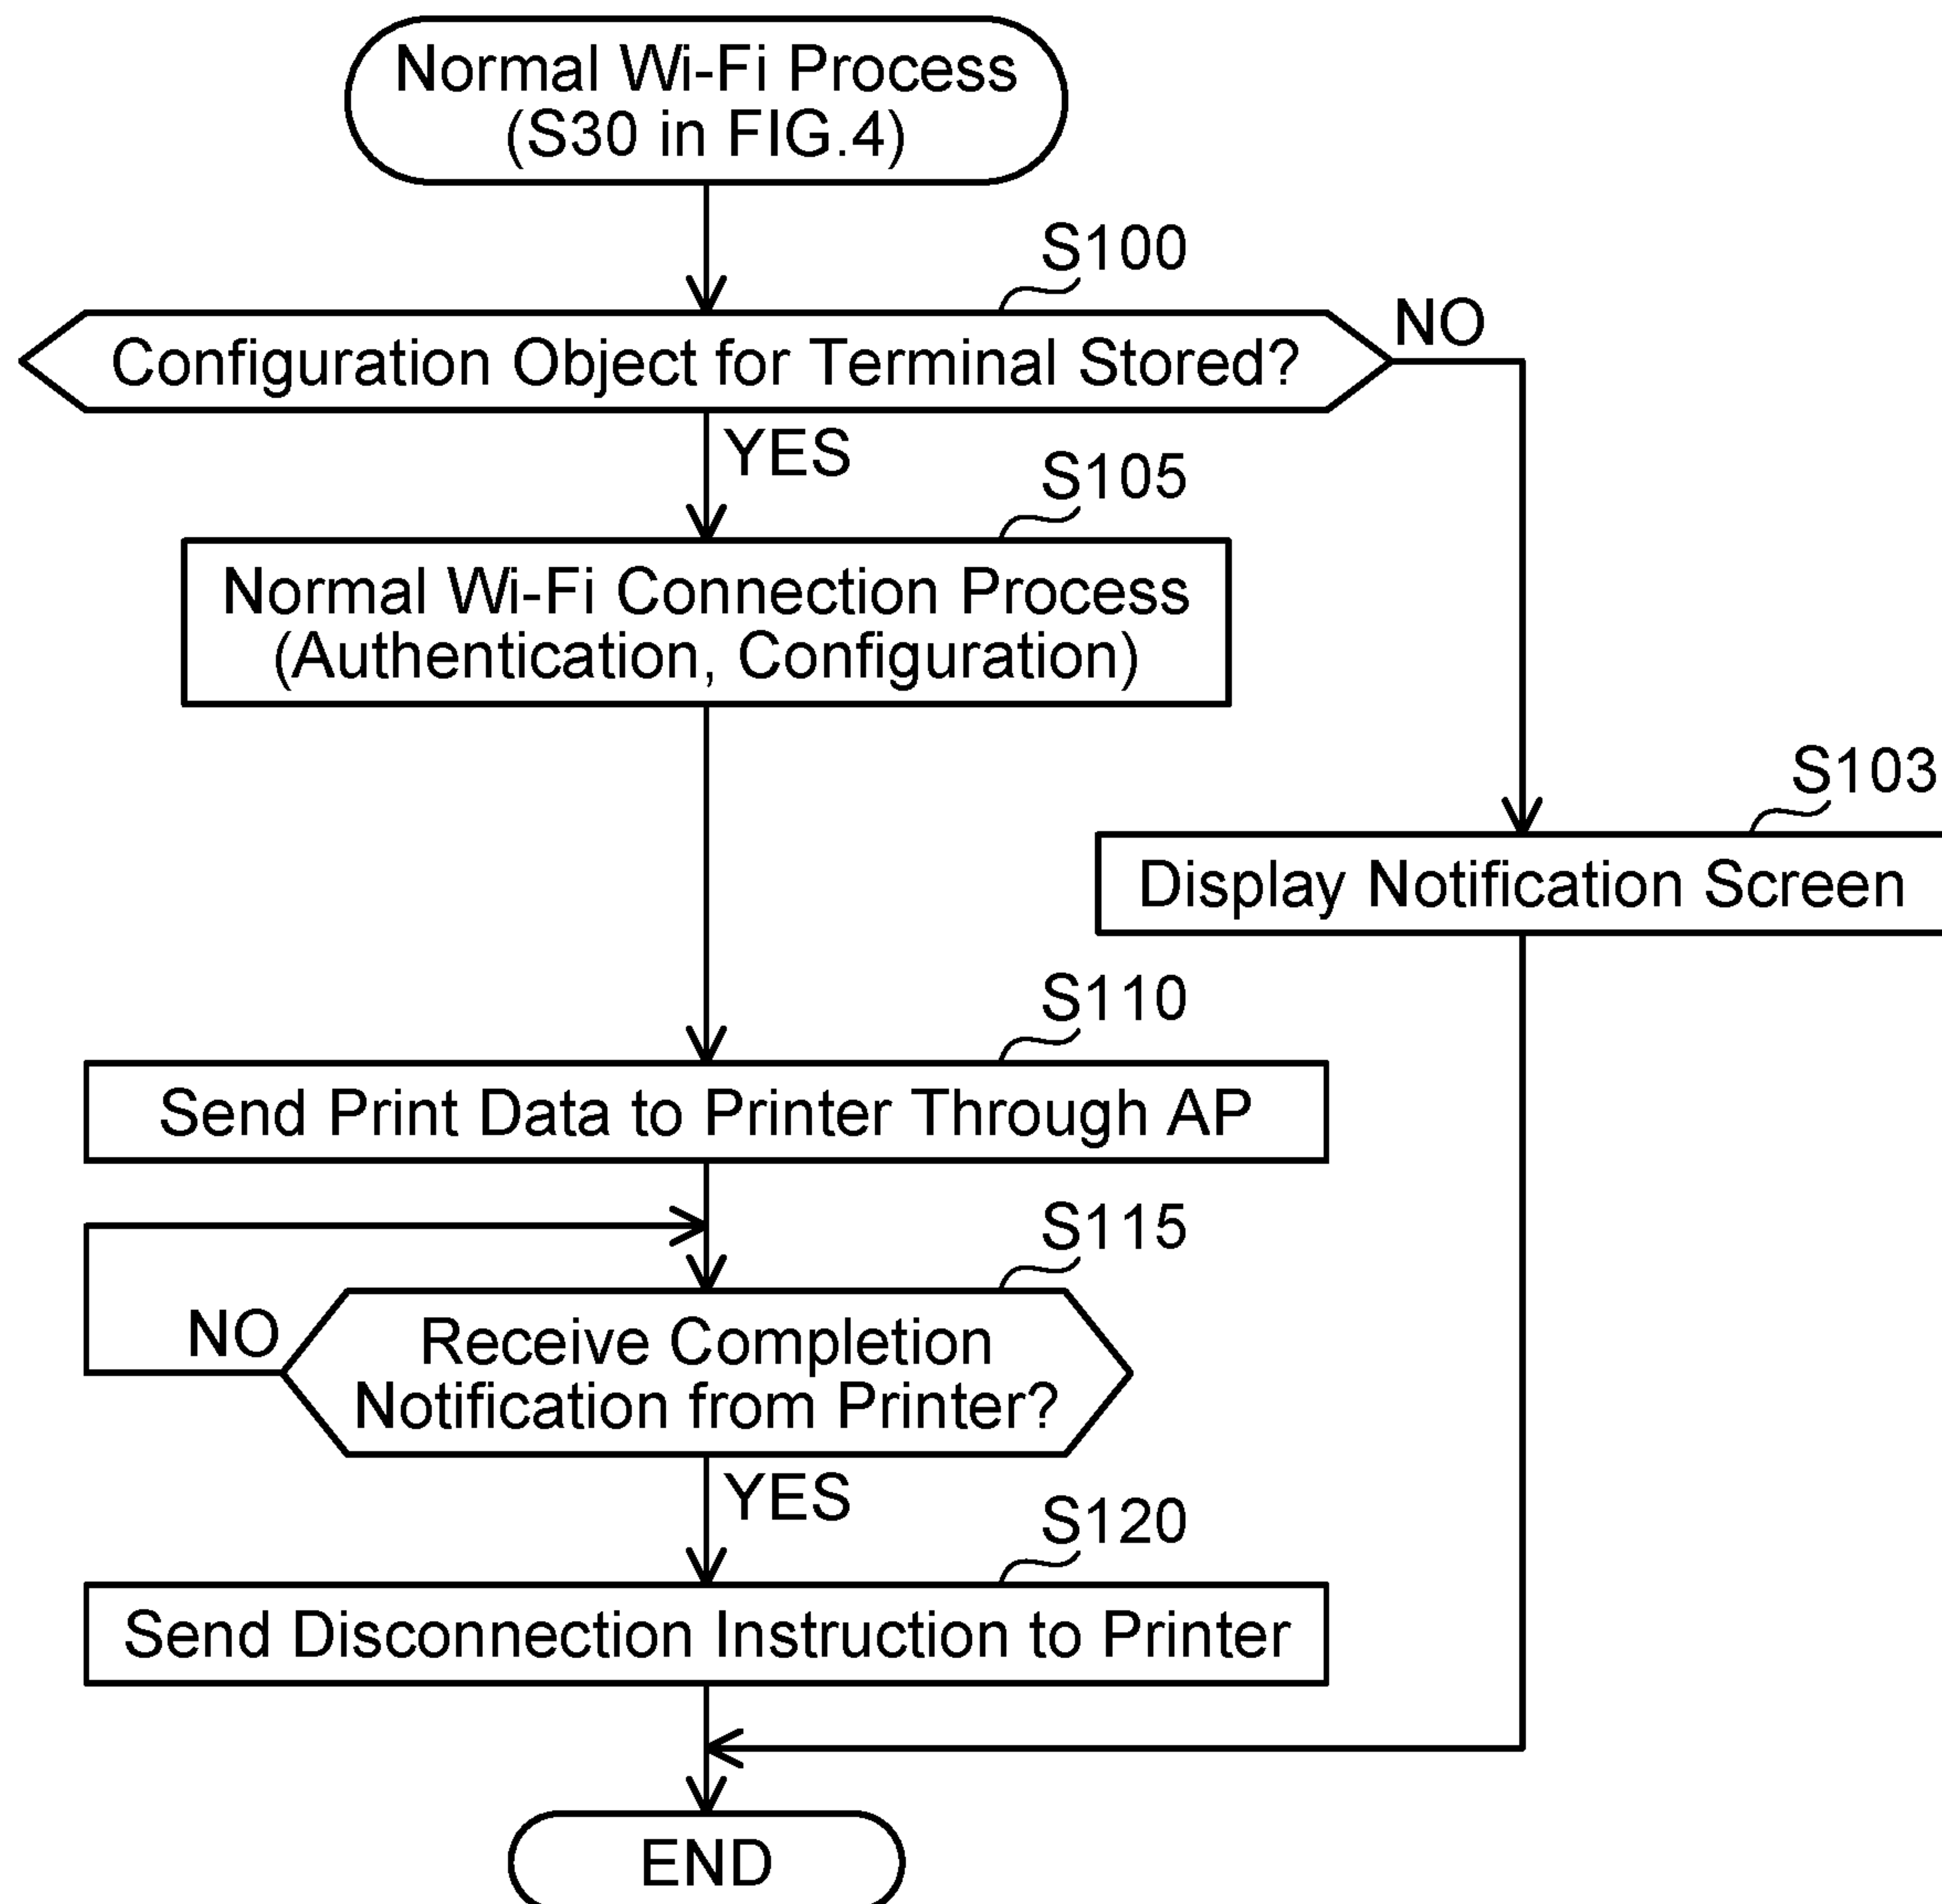 Normal Wi-Fi Process
(S30 in FIG.4)
S100
Configuration Object for Terminal Stored?
NO
YES
S105
Normal Wi-Fi Connection Process
(Authentication, Configuration)
S103
Display Notification Screen
S110
Send Print Data to Printer Through AP
S115
NO
Receive Completion
Notification from Printer?
YES
S120
Send Disconnection Instruction to Printer
END